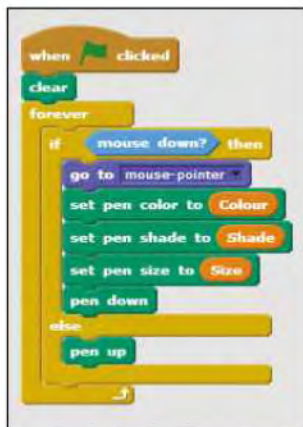 when clicked
clear
forever
if mouse down? then
go to mouse-pointer
set pen color to Colour
set pen shade to Shade
set pen size to Size
pen down
else
pen up